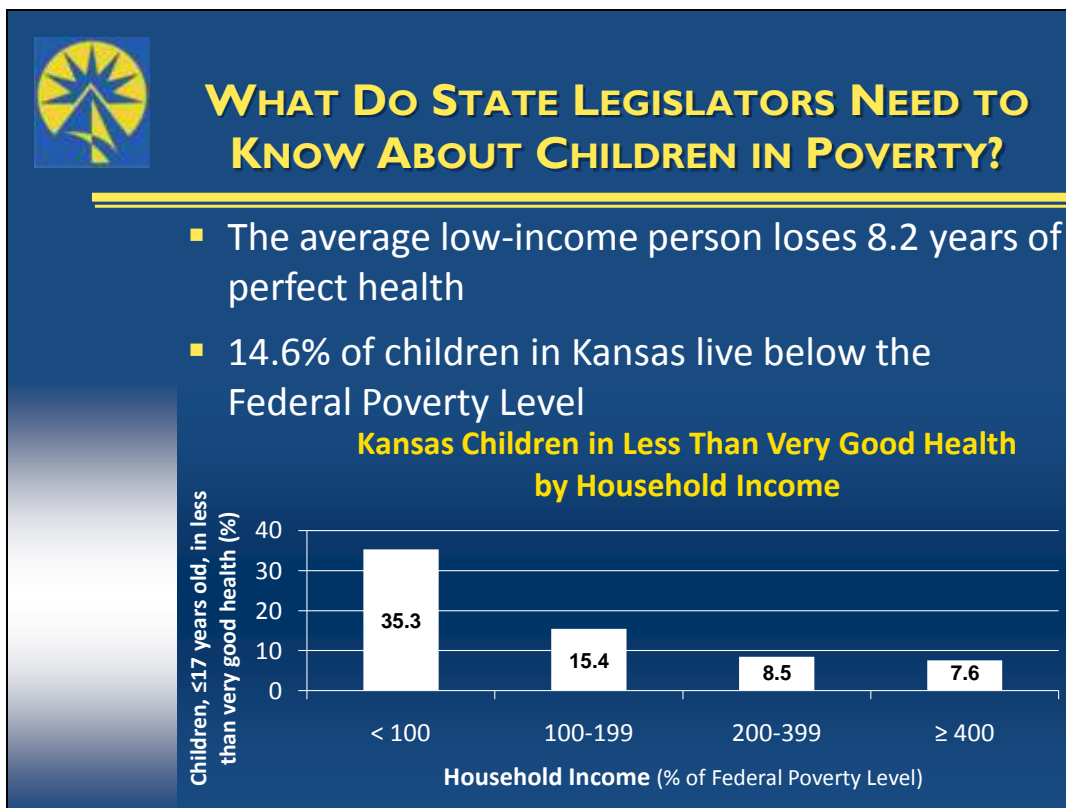 WHAT DO STATE LEGISLATORS NEED TO
KNOW ABOUT CHILDREN IN POVERTY?
▪ The average low-income person loses 8.2 years of
perfect health
▪ 14.6% of children in Kansas live below the
Federal Poverty Level
Kansas Children in Less Than Very Good Health
by Household Income
Children, ≤17 years old, in less
than very good health (%)
40
30
20
10
0
35.3
15.4
8.5
7.6
< 100
100-199
200-399
≥ 400
Household Income (% of Federal Poverty Level)